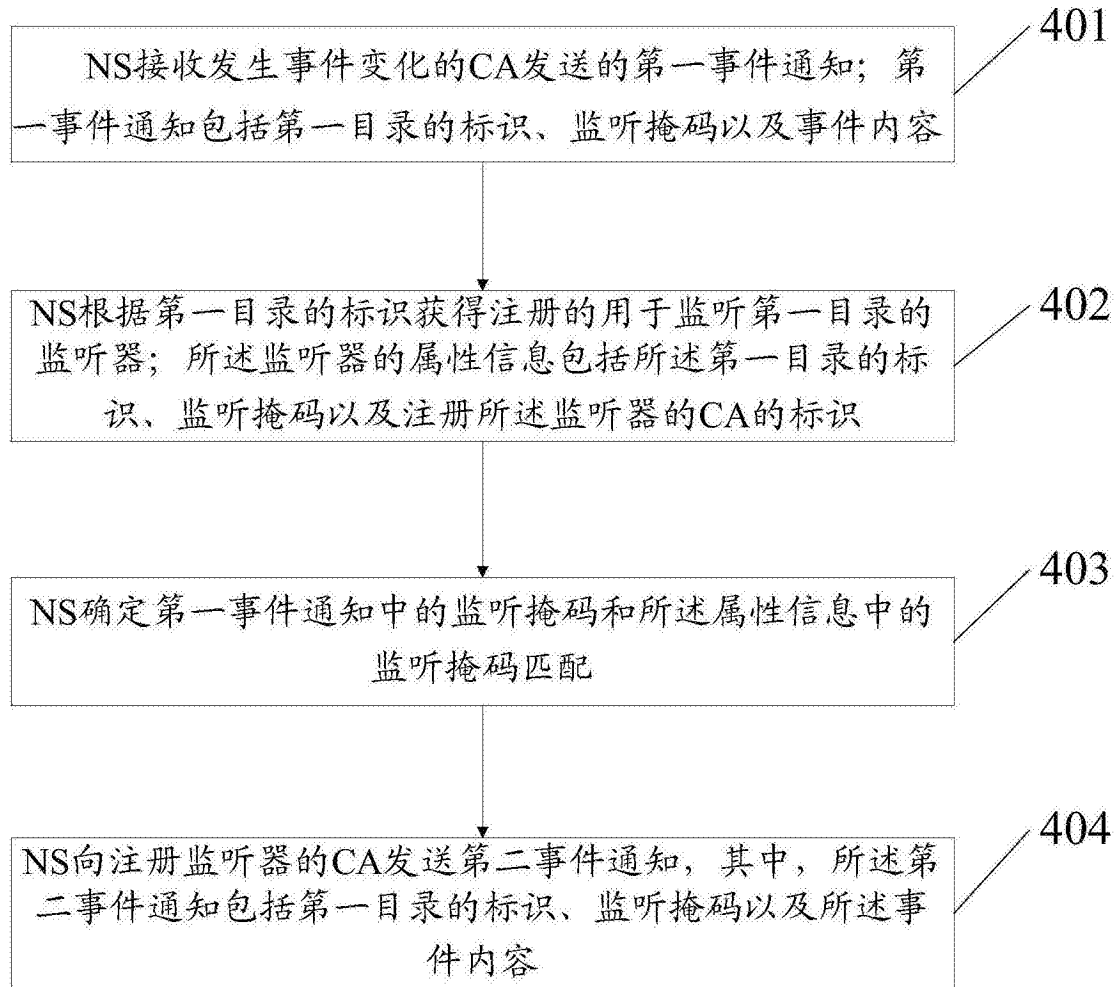 401
NS接收发生事件变化的CA发送的第一事件通知；第
一事件通知包括第一目录的标识、监听掩码以及事件内容
402
NS根据第一目录的标识获得注册的用于监听第一目录的
监听器；所述监听器的属性信息包括所述第一目录的标
识、监听掩码以及注册所述监听器的CA的标识
403
NS确定第一事件通知中的监听掩码和所述属性信息中的
监听掩码匹配
404
NS向注册监听器的CA发送第二事件通知，其中，所述第
二事件通知包括第一目录的标识、监听掩码以及所述事
件内容